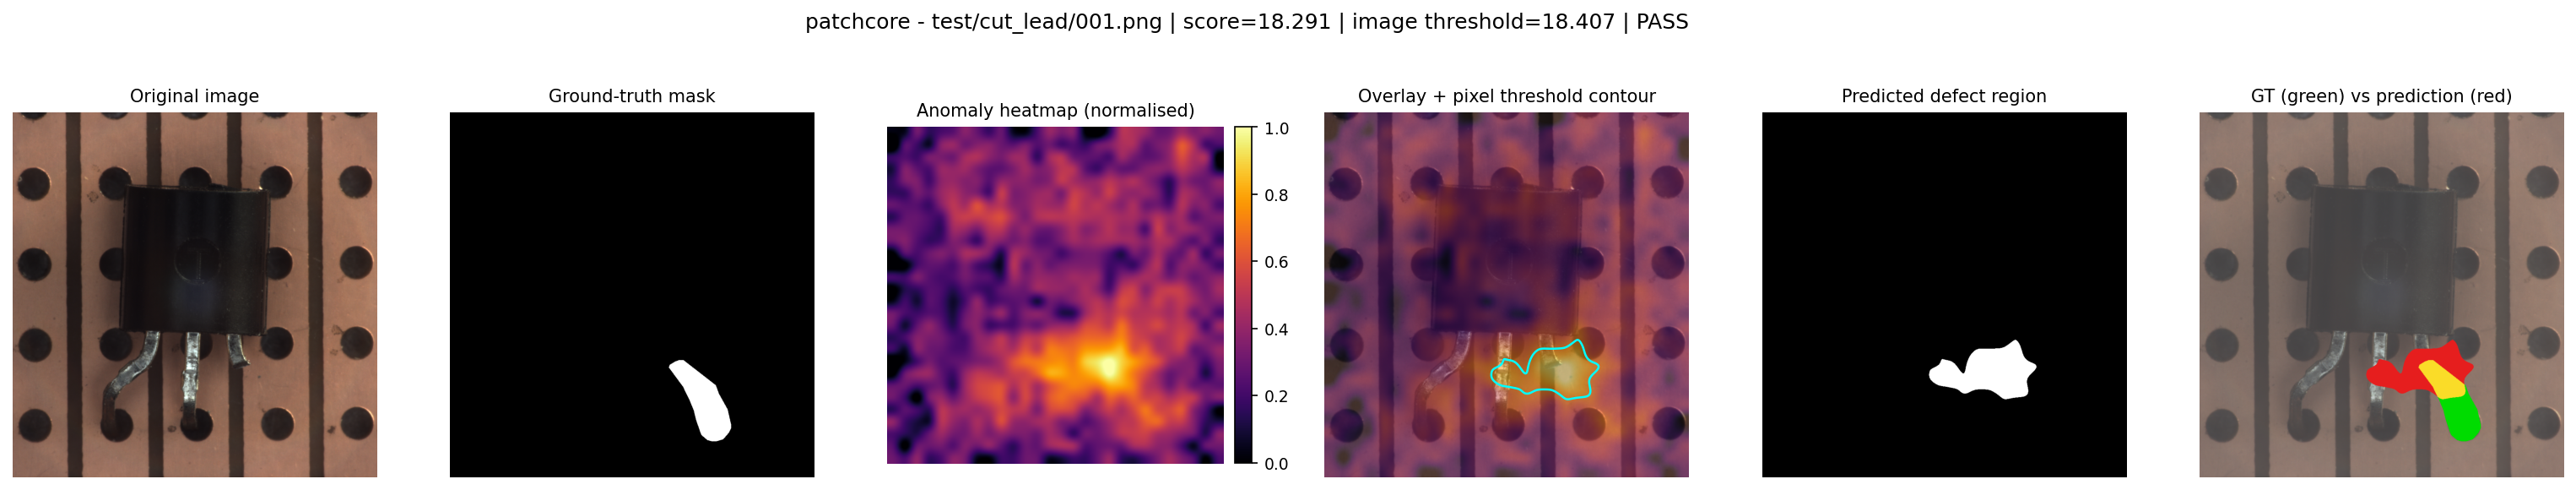 patchcore - test/cut_lead/001.png | score=18.291 | image threshold=18.407 | PASS
Original image
Ground-truth mask
Anomaly heatmap (normalised)
Overlay + pixel threshold contour
Predicted defect region
GT (green) vs prediction (red)
1.0
0.8
0.6
0.4
0.2
0.0